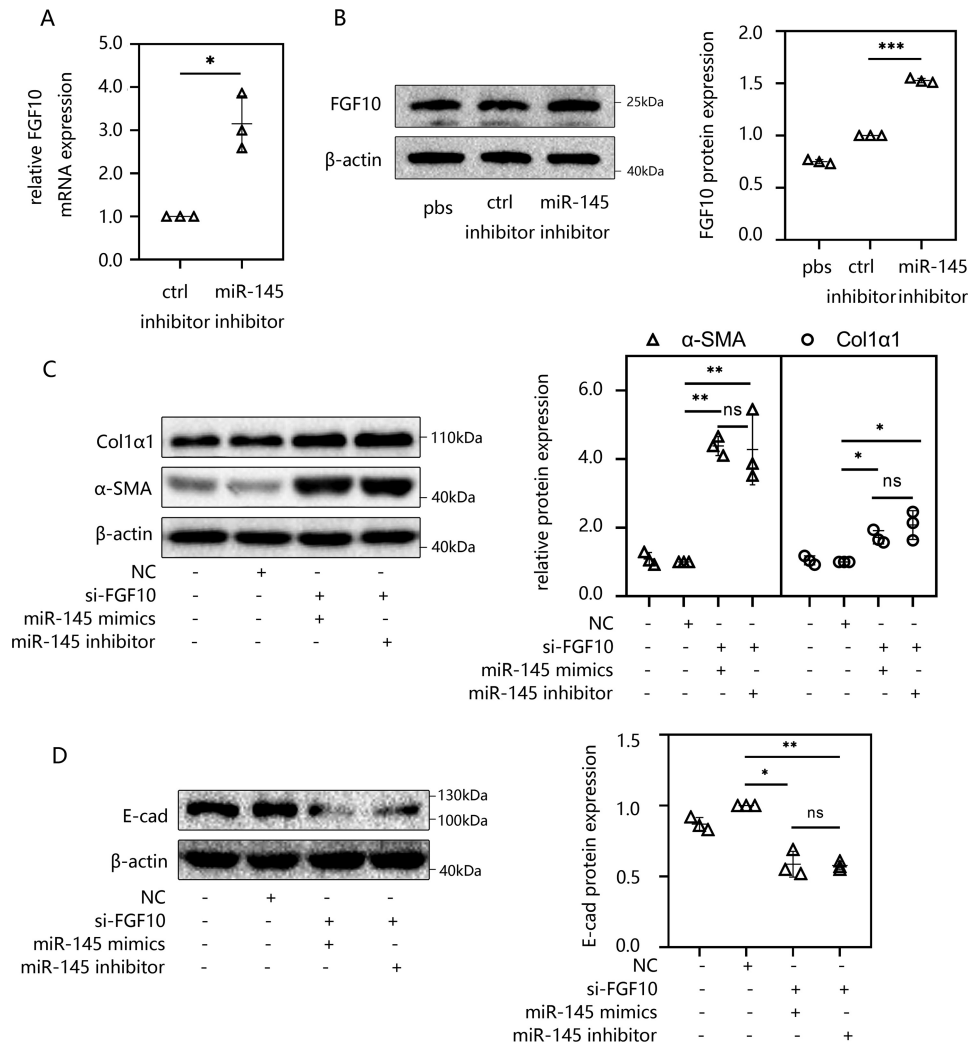 A
5.0
4.0
3.0
2.0
1.0
0.0
relative FGF10
mRNA expression
*
ctrl
inhibitor
miR-145
inhibitor
B
FGF10
25kDa
β-actin
40kDa
pbs
ctrl
inhibitor
miR-145
inhibitor
FGF10 protein expression
2.0
1.5
1.0
0.5
0.0
***
pbs
ctrl
inhibitor
miR-145
inhibitor
C
Col1α1
110kDa
α-SMA
40kDa
β-actin
40kDa
NC - + - -
si-FGF10 - - + +
miR-145 mimics - - + -
miR-145 inhibitor - - - +
α-SMA Col1α1
relative protein expression
6.0
4.0
2.0
0.0
**
** ns
*
*
ns
NC - + - - - + - -
si-FGF10 - - + + - - + +
miR-145 mimics - - + - - - + -
miR-145 inhibitor - - - + - - - +
D
E-cad
130kDa
100kDa
β-actin
40kDa
NC - + - -
si-FGF10 - - + +
miR-145 mimics - - + -
miR-145 inhibitor - - - +
E-cad protein expression
1.5
1.0
0.5
0.0
**
*
ns
NC - + - -
si-FGF10 - - + +
miR-145 mimics - - + -
miR-145 inhibitor - - - +